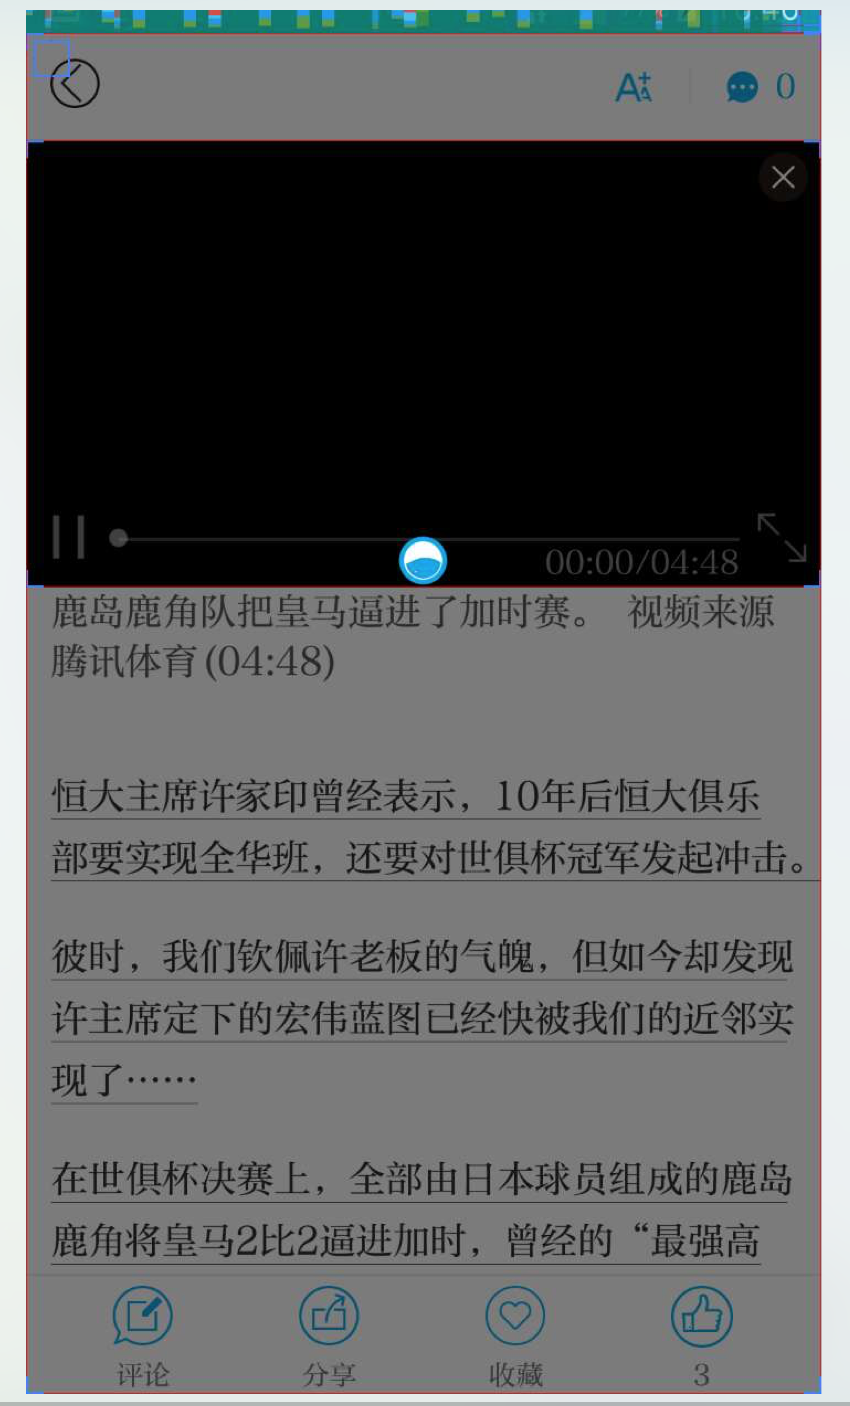 0
00:00/04:48
鹿岛鹿角队把皇马逼进了加时赛。 视频来源
腾讯体育(04:48)
恒大主席许家印曾经表示，10年后恒大俱乐
部要实现全华班，还要对世俱杯冠军发起冲击。
彼时，我们钦佩许老板的气魄，但如今却发现
许主席定下的宏伟蓝图已经快被我们的近邻实
现了……
在世俱杯决赛上，全部由日本球员组成的鹿岛
鹿角将皇马2比2逼进加时，曾经的“最强高
评论 分享 收藏 3